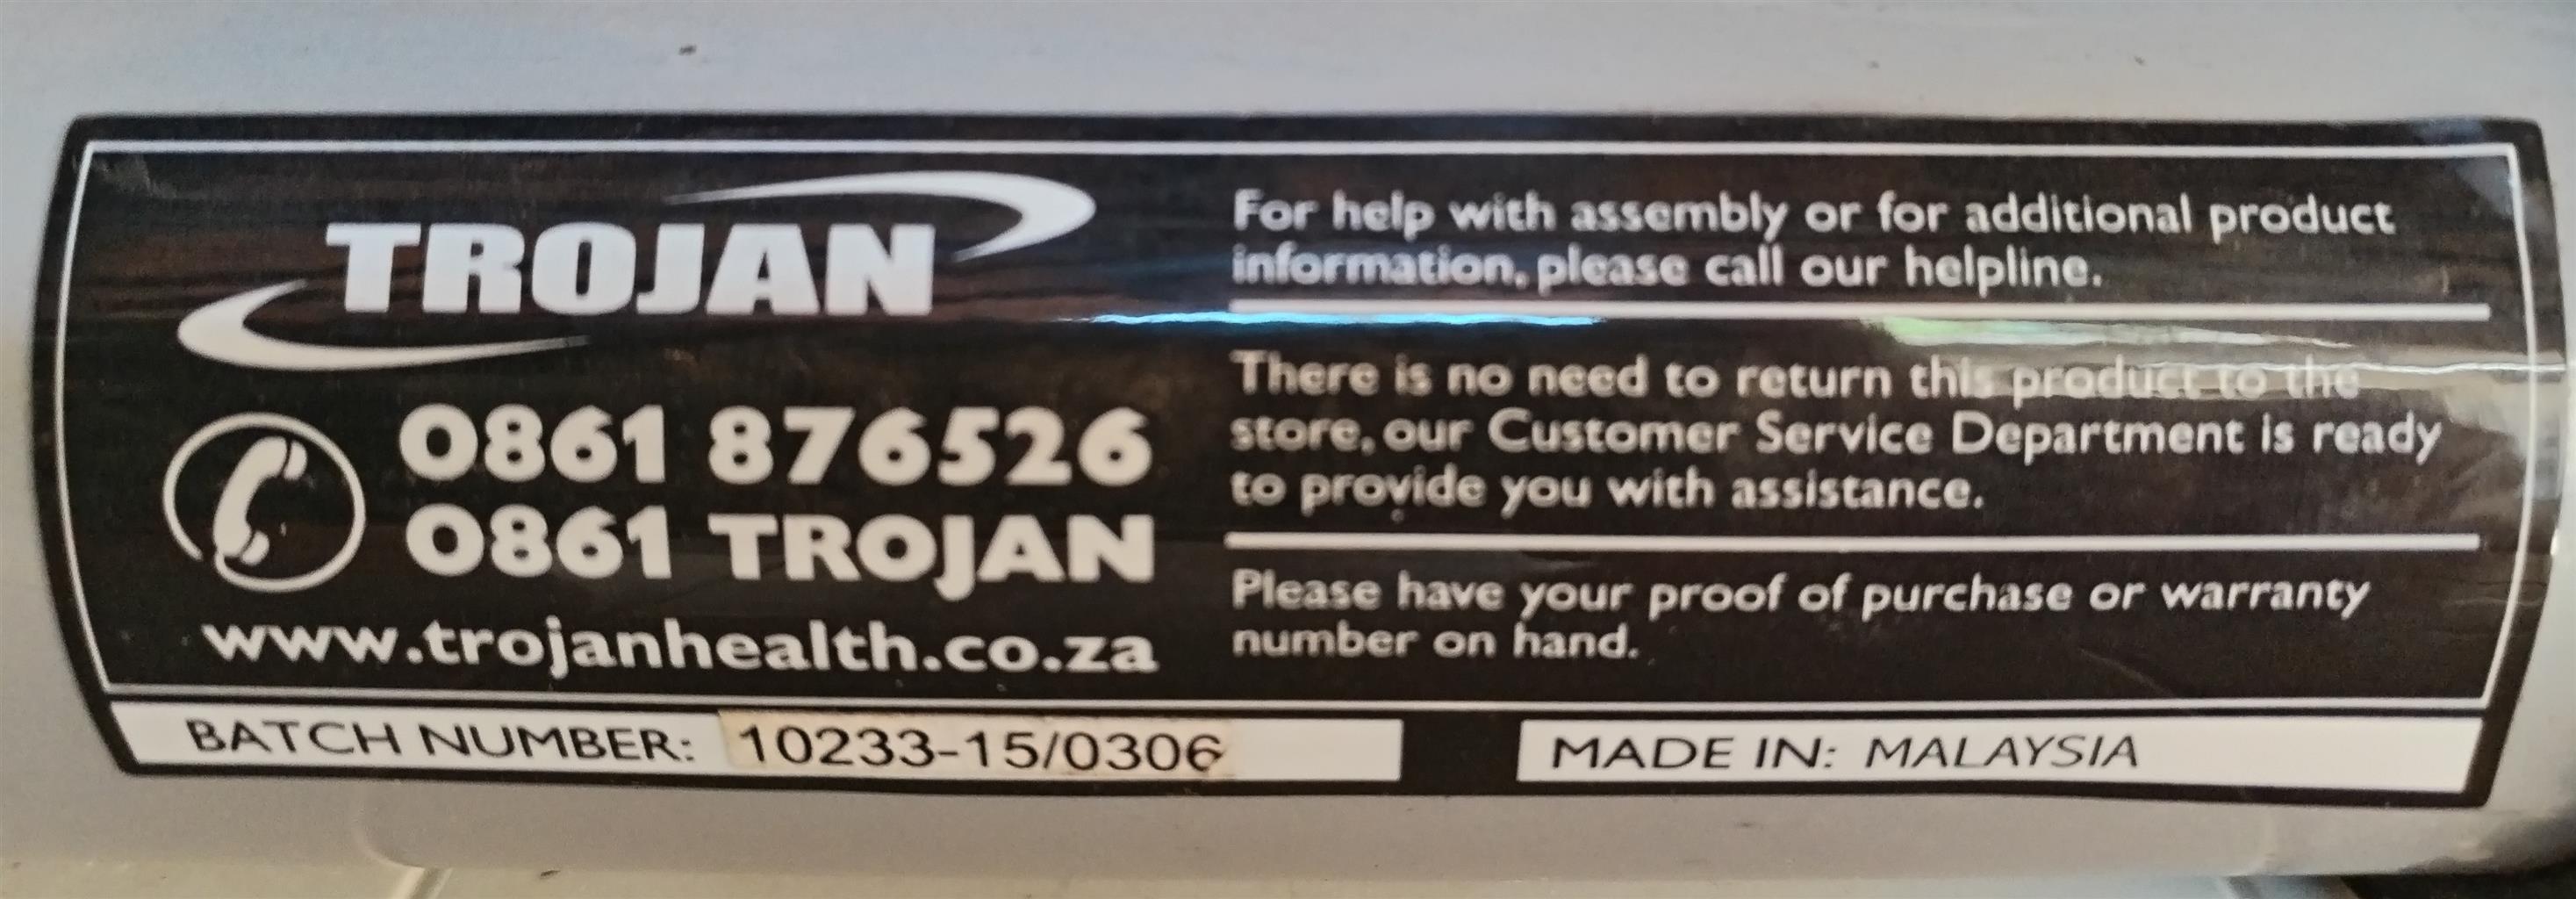 TROJAN
0861 876526
0861 TROJAN
www.trojanhealth.co.za
For help with assembly or for additional product
information, please call our helpline.
There is no need to return this product to the
store, our Customer Service Department is ready
to provide you with assistance.
Please have your proof of purchase or warranty
number on hand.
BATCH NUMBER: 10233-15/0306
MADE IN: MALAYSIA